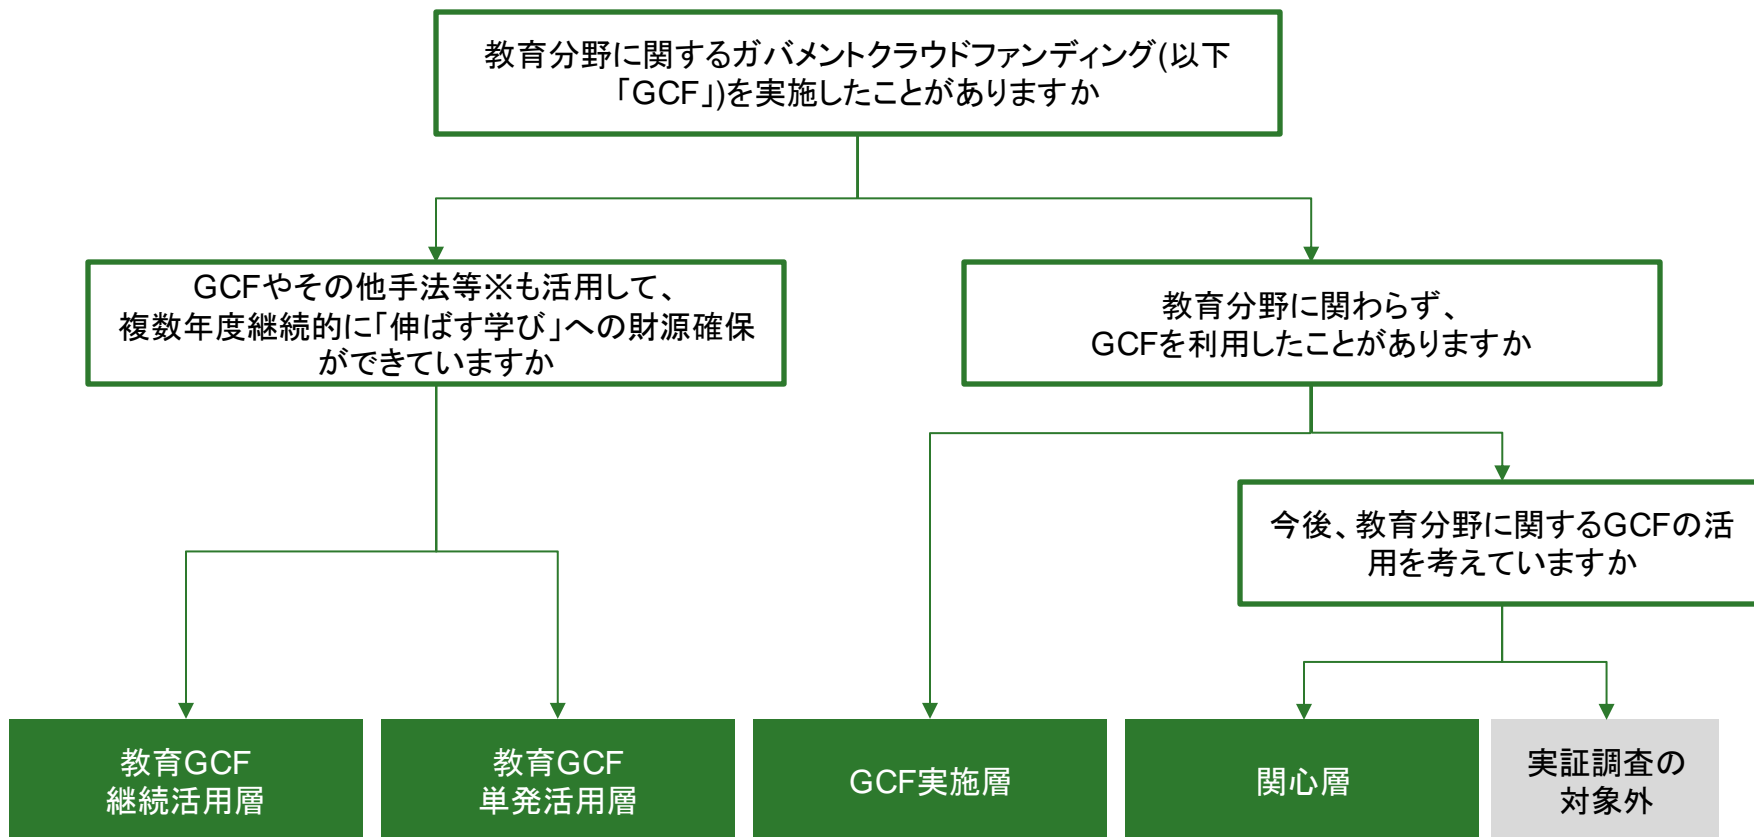 教育分野に関するガバメントクラウドファンディング(以下
「GCF」)を実施したことがありますか
GCFやその他手法等※も活用して、
複数年度継続的に「伸ばす学び」への財源確保
ができていますか
教育分野に関わらず、
GCFを利用したことがありますか
今後、教育分野に関するGCFの活
用を考えていますか
教育GCF
継続活用層
教育GCF
単発活用層
GCF実施層
関心層
実証調査の
対象外